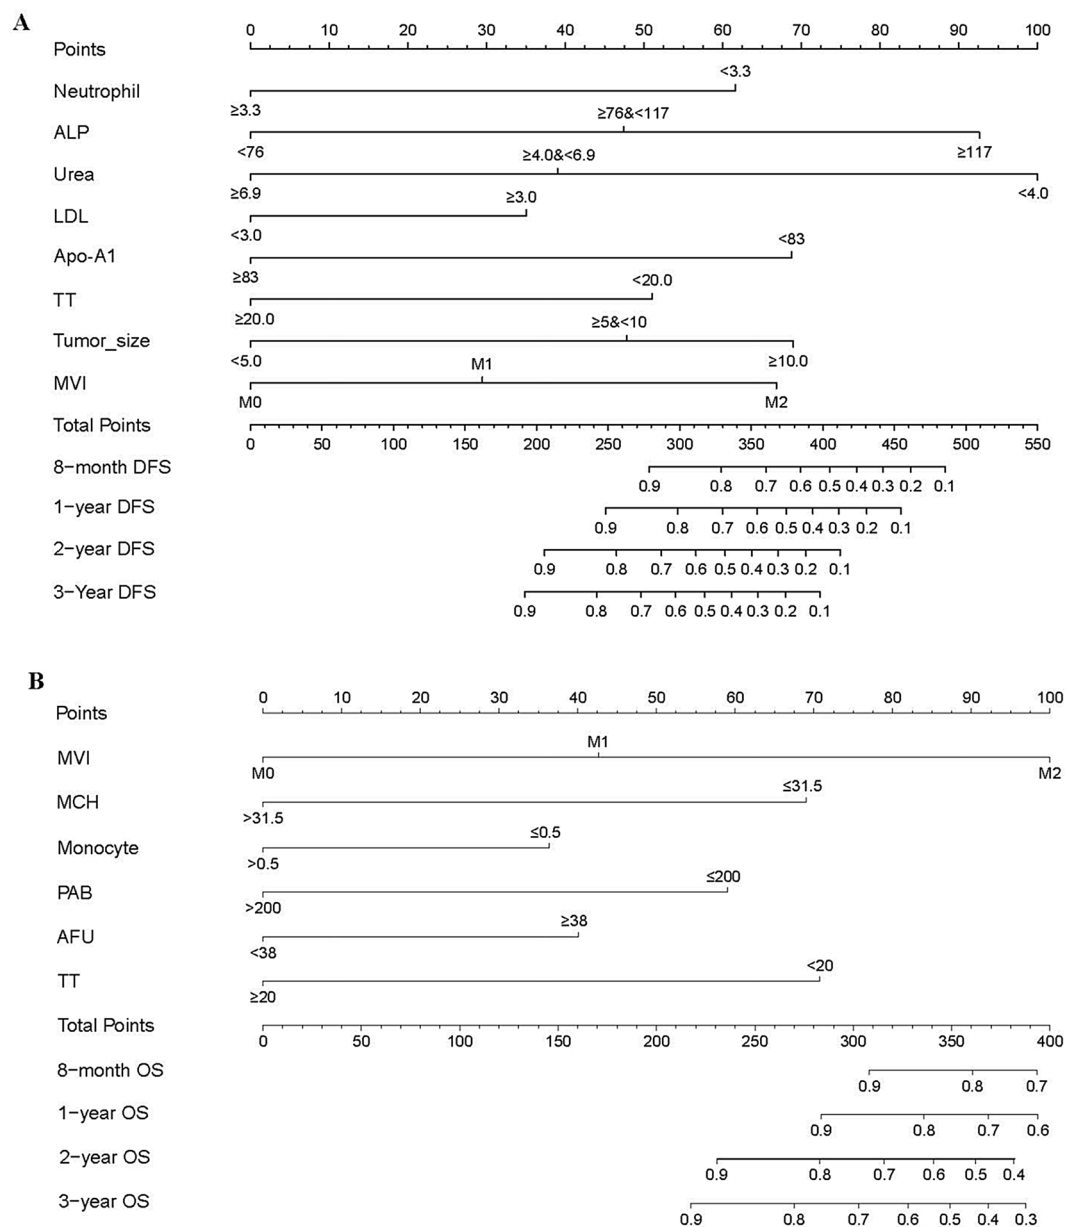 A
0 10 20 30 40 50 60 70 80 90 100
Points
<3.3
Neutrophil
≥3.3
≥76&<117
ALP
<76 ≥117
≥4.0&<6.9
Urea
≥6.9 <4.0
≥3.0
LDL
<3.0
<83
Apo-A1
≥83
<20.0
TT
≥20.0
≥5&<10
Tumor_size
<5.0 ≥10.0
M1
MVI
M0 M2
Total Points
0 50 100 150 200 250 300 350 400 450 500 550
8−month DFS
0.9 0.8 0.7 0.6 0.5 0.4 0.3 0.2 0.1
1−year DFS
0.9 0.8 0.7 0.6 0.5 0.4 0.3 0.2 0.1
2−year DFS
0.9 0.8 0.7 0.6 0.5 0.4 0.3 0.2 0.1
3−Year DFS
0.9 0.8 0.7 0.6 0.5 0.4 0.3 0.2 0.1
B
0 10 20 30 40 50 60 70 80 90 100
Points
M1
MVI
M0 M2
≤31.5
MCH
>31.5
≤0.5
Monocyte
>0.5
≤200
PAB
>200
≥38
AFU
<38
<20
TT
≥20
Total Points
0 50 100 150 200 250 300 350 400
8−month OS
0.9 0.8 0.7
1−year OS
0.9 0.8 0.7 0.6
2−year OS
0.9 0.8 0.7 0.6 0.5 0.4
3−year OS
0.9 0.8 0.7 0.6 0.5 0.4 0.3